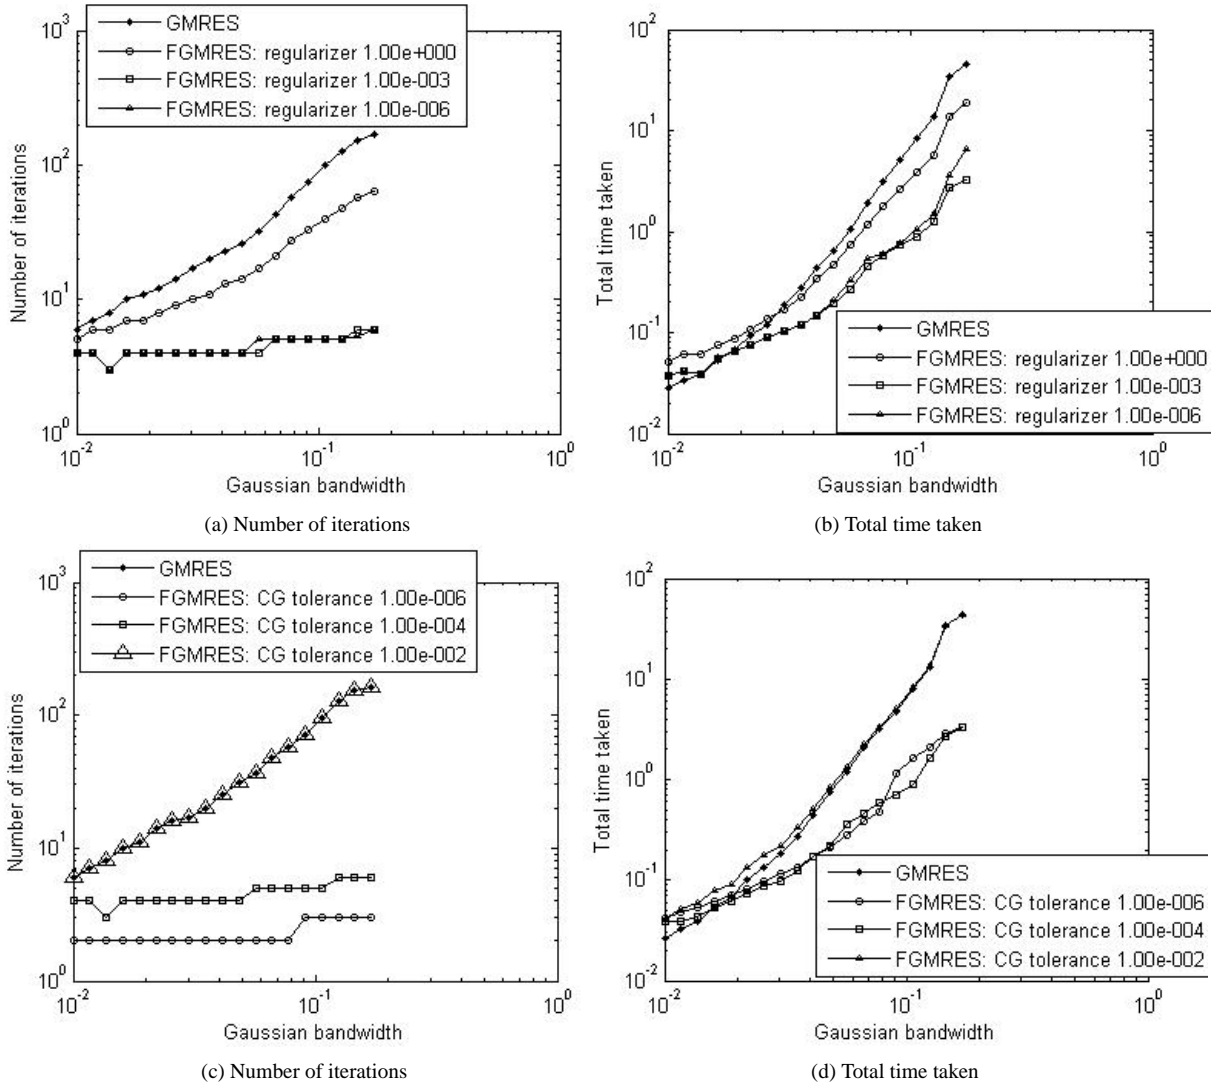 GMRES
FGMRES: regularizer 1.00e+000
FGMRES: regularizer 1.00e-003
FGMRES: regularizer 1.00e-006
10^3
10^2
10^1
10^0
Number of iterations
10^-2
10^-1
10^0
Gaussian bandwidth
(a) Number of iterations
10^2
10^1
10^0
10^-1
10^-2
Total time taken
GMRES
FGMRES: regularizer 1.00e+000
FGMRES: regularizer 1.00e-003
FGMRES: regularizer 1.00e-006
10^-2
10^-1
10^0
Gaussian bandwidth
(b) Total time taken
GMRES
FGMRES: CG tolerance 1.00e-006
FGMRES: CG tolerance 1.00e-004
FGMRES: CG tolerance 1.00e-002
10^3
10^2
10^1
10^0
Number of iterations
10^-2
10^-1
10^0
Gaussian bandwidth
(c) Number of iterations
10^2
10^1
10^0
10^-1
10^-2
Total time taken
GMRES
FGMRES: CG tolerance 1.00e-006
FGMRES: CG tolerance 1.00e-004
FGMRES: CG tolerance 1.00e-002
10^-2
10^-1
10^0
Gaussian bandwidth
(d) Total time taken